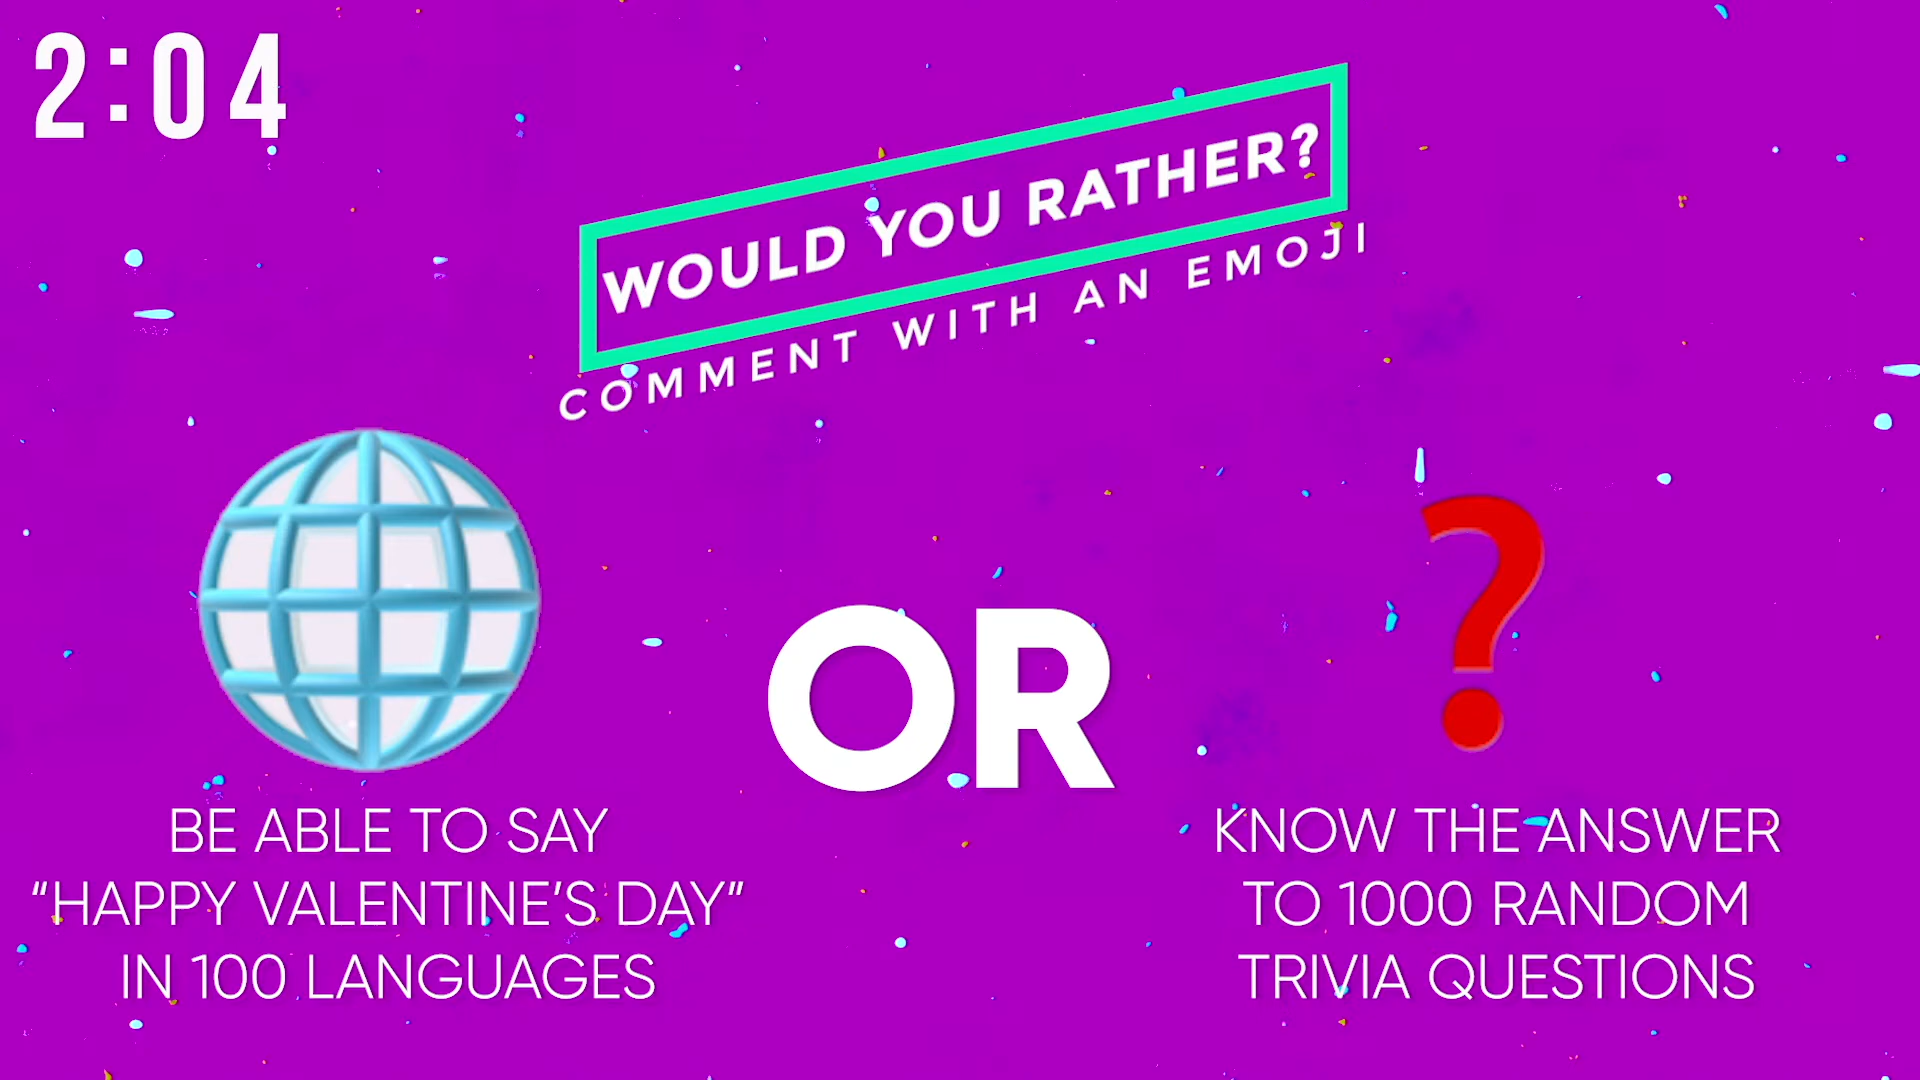 2:04
WOULD YOU RATHER?
COMMENT WITH AN EMOJI
OR
BE ABLE TO SAY
“HAPPY VALENTINE’S DAY”
IN 100 LANGUAGES
KNOW THE ANSWER
TO 1000 RANDOM
TRIVIA QUESTIONS